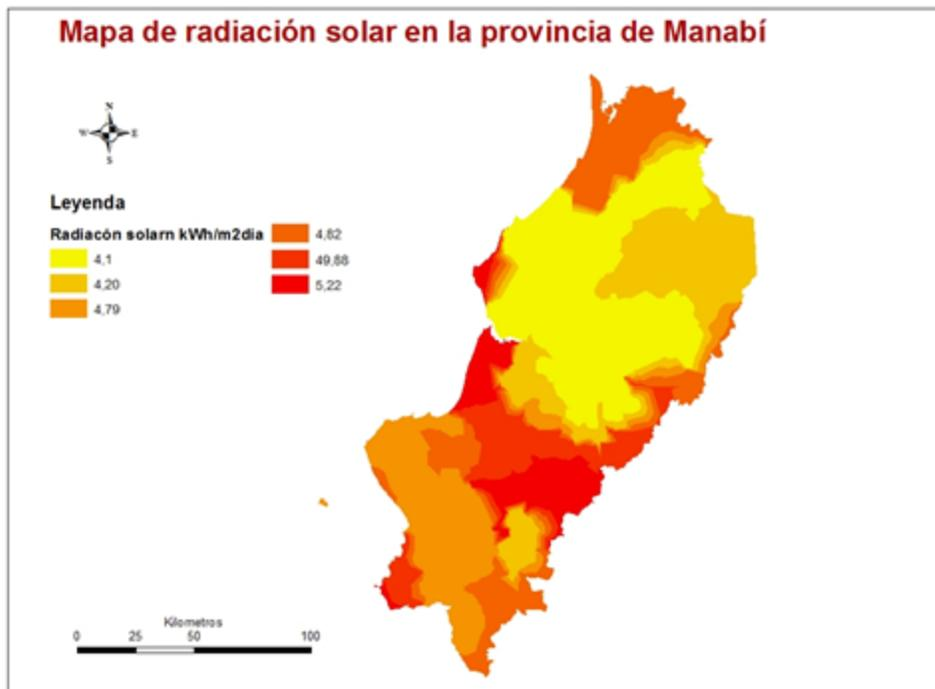 Mapa de radiación solar en la provincia de Manabí
N
W E
S
Leyenda
Radiacón solarn kWh/m2dia
4,1
4,20
4,79
4,82
49,88
5,22
Kilometros
0 25 50 100